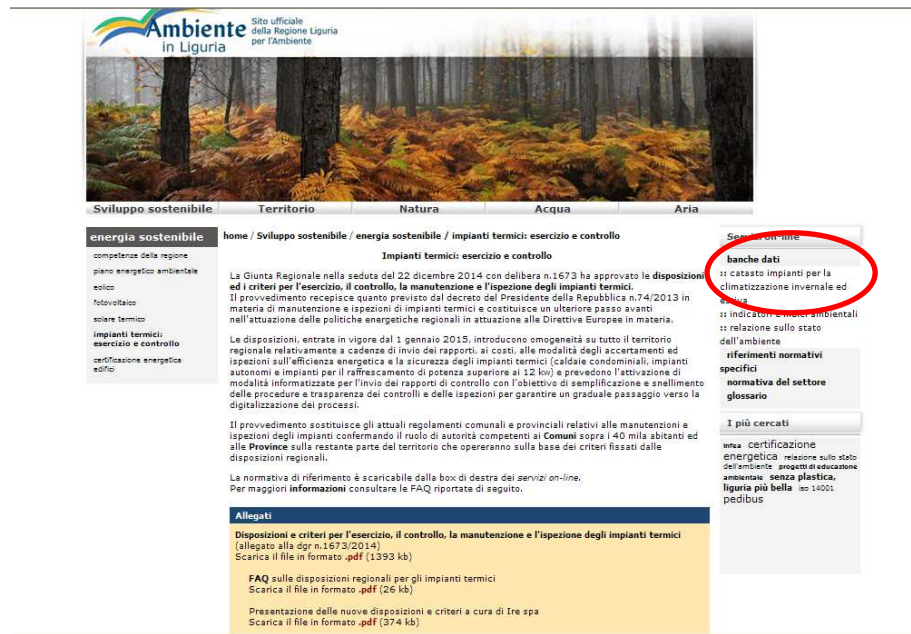 Ambiente
in Liguria
Sito ufficiale
della Regione Liguria
per l'Ambiente
Sviluppo sostenibile
Territorio
Natura
Acqua
Aria
energia sostenibile
competenze della regione
piano energetico ambientale
eolico
fotovoltaico
solare termico
impianti termici:
esercizio e controllo
certificazione energetica
edifici
home / Sviluppo sostenibile / energia sostenibile / impianti termici: esercizio e controllo
Impianti termici: esercizio e controllo
La Giunta Regionale nella seduta del 22 dicembre 2014 con delibera n.1673 ha approvato le disposizioni
ed i criteri per l'esercizio, il controllo, la manutenzione e l'ispezione degli impianti termici.
Il provvedimento recepisce quanto previsto dal decreto del Presidente della Repubblica n.74/2013 in
materia di manutenzione e ispezioni di impianti termici e costituisce un ulteriore passo avanti
nell'attuazione delle politiche energetiche regionali in attuazione alle Direttive Europee in materia.
Le disposizioni, entrate in vigore dal 1 gennaio 2015, introducono omogeneità su tutto il territorio
regionale relativamente a cadenze di invio dei rapporti, ai costi, alle modalità degli accertamenti ed
ispezioni sull'efficienza energetica e la sicurezza degli impianti termici (caldaie condominiali, impianti
autonomi e impianti per il raffrescamento di potenza superiore ai 12 kw) e prevedono l'attivazione di
modalità informatizzate per l'invio dei rapporti di controllo con l'obiettivo di semplificazione e snellimento
delle procedure e trasparenza dei controlli e delle ispezioni per garantire un graduale passaggio verso la
digitalizzazione dei processi.
Il provvedimento sostituisce gli attuali regolamenti comunali e provinciali relativi alle manutenzioni e
ispezioni degli impianti confermando il ruolo di autorità competenti ai Comuni sopra i 40 mila abitanti ed
alle Province sulla restante parte del territorio che opereranno sulla base dei criteri fissati dalle
disposizioni regionali.
La normativa di riferimento è scaricabile dalla box di destra dei servizi on-line.
Per maggiori informazioni consultare le FAQ riportate di seguito.
Allegati
Disposizioni e criteri per l'esercizio, il controllo, la manutenzione e l'ispezione degli impianti termici
(allegato alla dgr n.1673/2014)
Scarica il file in formato .pdf (1393 kb)
FAQ sulle disposizioni regionali per gli impianti termici
Scarica il file in formato .pdf (26 kb)
Presentazione delle nuove disposizioni e criteri a cura di Ire spa
Scarica il file in formato .pdf (374 kb)
Servizi on-line
banche dati
:: catasto impianti per la
climatizzazione invernale ed
estiva
:: indicatori e indici ambientali
:: relazione sullo stato
dell'ambiente
riferimenti normativi
specifici
normativa del settore
glossario
I più cercati
infea certificazione
energetica relazione sullo stato
dell'ambiente progetti di educazione
ambientale senza plastica,
liguria più bella iso 14001
pedibus